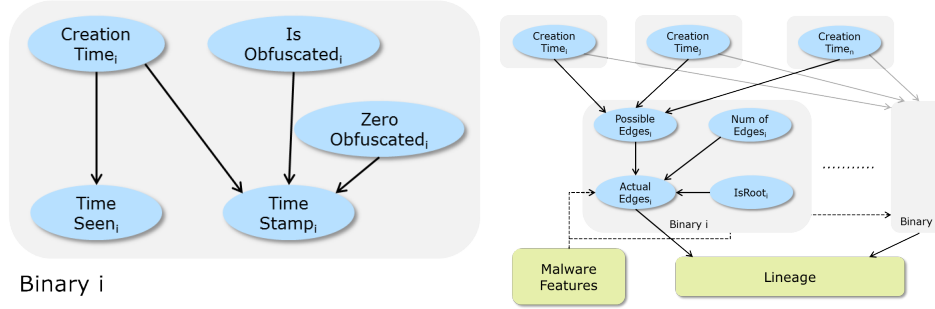 Creation
Timeᵢ
Is
Obfuscatedᵢ
Zero
Obfuscatedᵢ
Time
Seenᵢ
Time
Stampᵢ
Binary i
Creation
Timeᵢ
Creation
Timeⱼ
Creation
Timeₙ
Possible
Edgesᵢ
Num of
Edgesᵢ
Actual
Edgesᵢ
IsRootᵢ
Binary i
...........
Binary
Malware
Features
Lineage